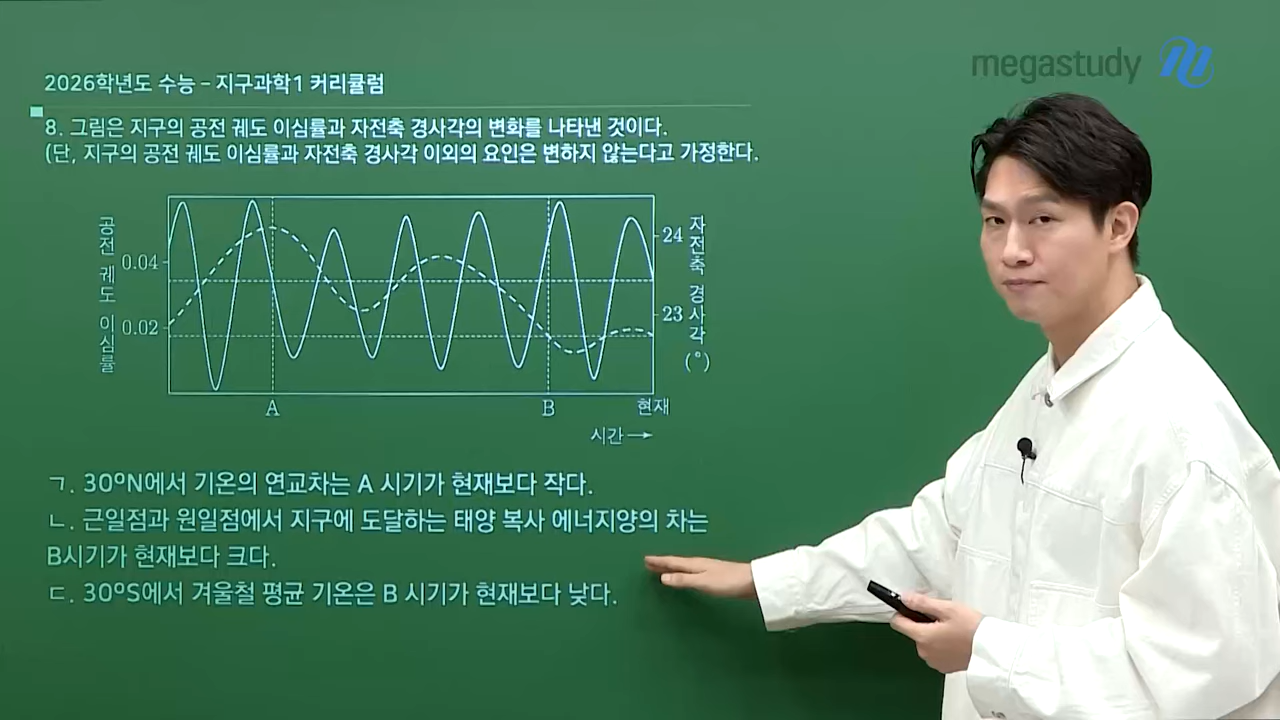 megastudy
2026학년도 수능 – 지구과학1 커리큘럼
8. 그림은 지구의 공전 궤도 이심률과 자전축 경사각의 변화를 나타낸 것이다.
(단, 지구의 공전 궤도 이심률과 자전축 경사각 이외의 요인은 변하지 않는다고 가정한다.
공전 궤도 이심률
0.04
0.02
24
23
자전축 경사각(°)
A
B
현재
시간→
ㄱ. 30ºN에서 기온의 연교차는 A 시기가 현재보다 작다.
ㄴ. 근일점과 원일점에서 지구에 도달하는 태양 복사 에너지양의 차는
B시기가 현재보다 크다.
ㄷ. 30ºS에서 겨울철 평균 기온은 B 시기가 현재보다 낮다.